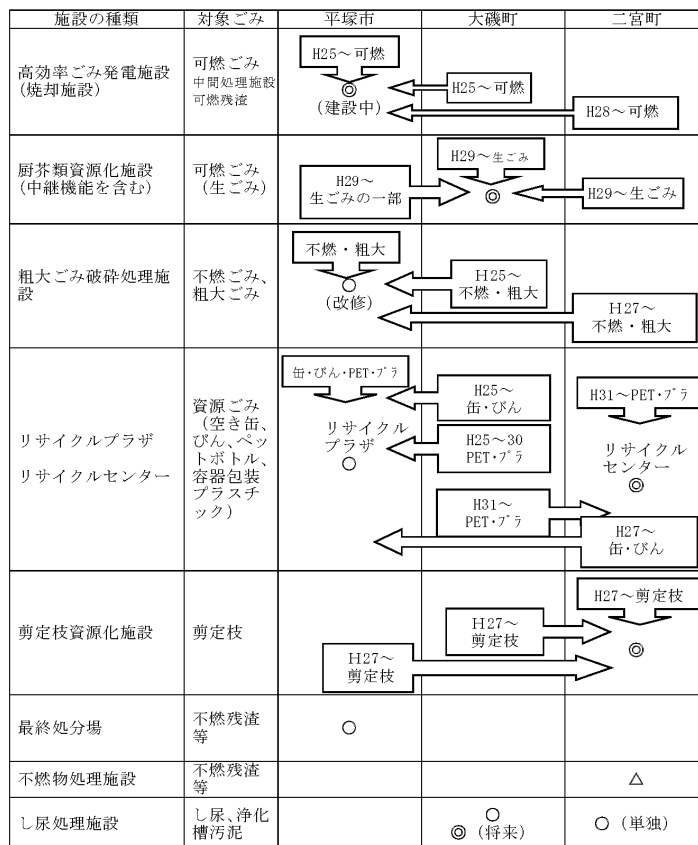 施設の種類
対象ごみ
平塚市
大磯町
二宮町
高効率ごみ発電施設
(焼却施設)
可燃ごみ
中間処理施設
可燃残渣
H25～可燃
◎
(建設中)
H25～可燃
H28～可燃
厨芥類資源化施設
(中継機能を含む)
可燃ごみ
(生ごみ)
H29～
生ごみの一部
H29～生ごみ
◎
H29～生ごみ
粗大ごみ破砕処理施
設
不燃ごみ、
粗大ごみ
不燃・粗大
○
(改修)
H25～
不燃・粗大
H27～
不燃・粗大
リサイクルプラザ
リサイクルセンター
資源ごみ
(空き缶、
びん、ペッ
トボトル、
容器包装
プラスチ
ック)
缶・びん・PET・プラ
リサイクル
プラザ
○
H25～
缶・びん
H25～30
PET・プラ
H31～
PET・プラ
H31～PET・プラ
リサイクル
センター
◎
H27～
缶・びん
剪定枝資源化施設
剪定枝
H27～
剪定枝
H27～
剪定枝
H27～剪定枝
◎
最終処分場
不燃残渣
等
○
不燃物処理施設
不燃残渣
等
△
し尿処理施設
し尿、浄化
槽汚泥
○
◎ (将来)
○ (単独)